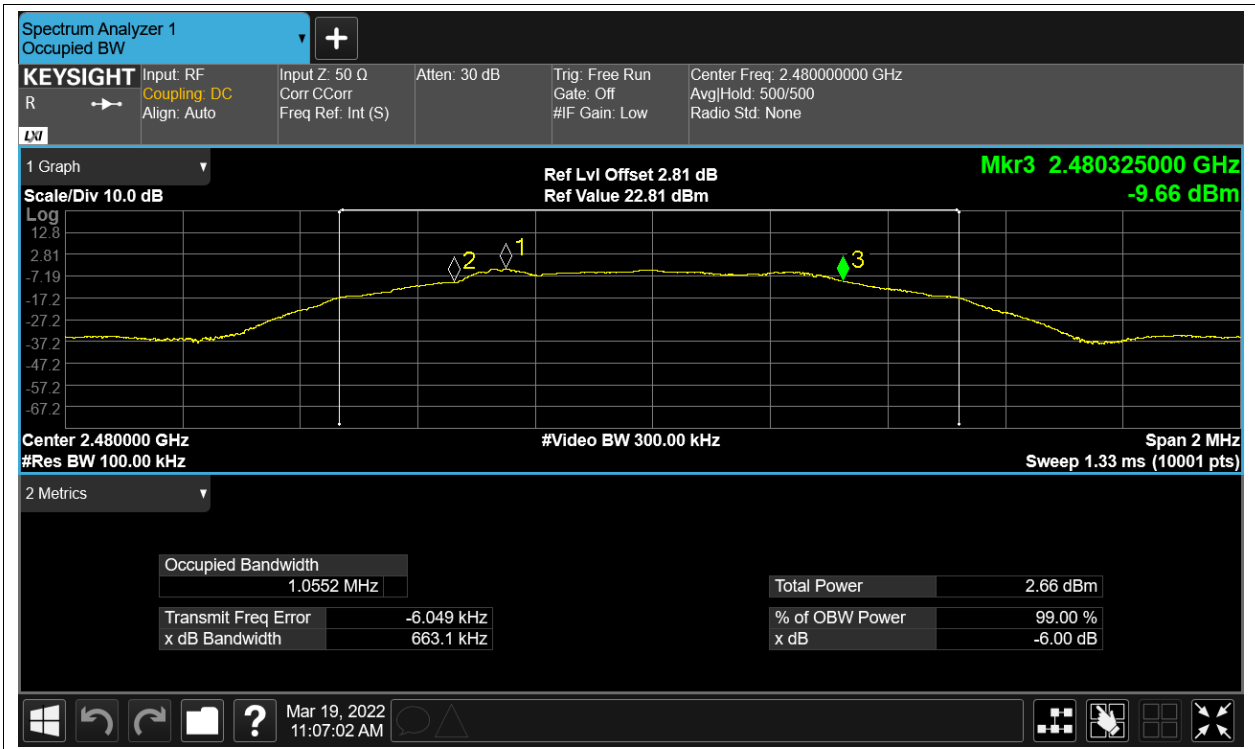 Spectrum Analyzer 1
Occupied BW
▼
+
KEYSIGHT
R
LXI
Input: RF
Coupling: DC
Align: Auto
Input Z: 50 Ω
Corr CCorr
Freq Ref: Int (S)
Atten: 30 dB
Trig: Free Run
Gate: Off
#IF Gain: Low
Center Freq: 2.480000000 GHz
Avg|Hold: 500/500
Radio Std: None
1 Graph ▼
Scale/Div 10.0 dB
Ref Lvl Offset 2.81 dB
Ref Value 22.81 dBm
Mkr3 2.480325000 GHz
-9.66 dBm
Log
12.8
2.81
-7.19
-17.2
-27.2
-37.2
-47.2
-57.2
-67.2
2
1
3
Center 2.480000 GHz
#Video BW 300.00 kHz
Span 2 MHz
#Res BW 100.00 kHz
Sweep 1.33 ms (10001 pts)
2 Metrics ▼
Occupied Bandwidth
1.0552 MHz
Total Power 2.66 dBm
Transmit Freq Error -6.049 kHz
% of OBW Power 99.00 %
x dB Bandwidth 663.1 kHz
x dB -6.00 dB
?
Mar 19, 2022
11:07:02 AM